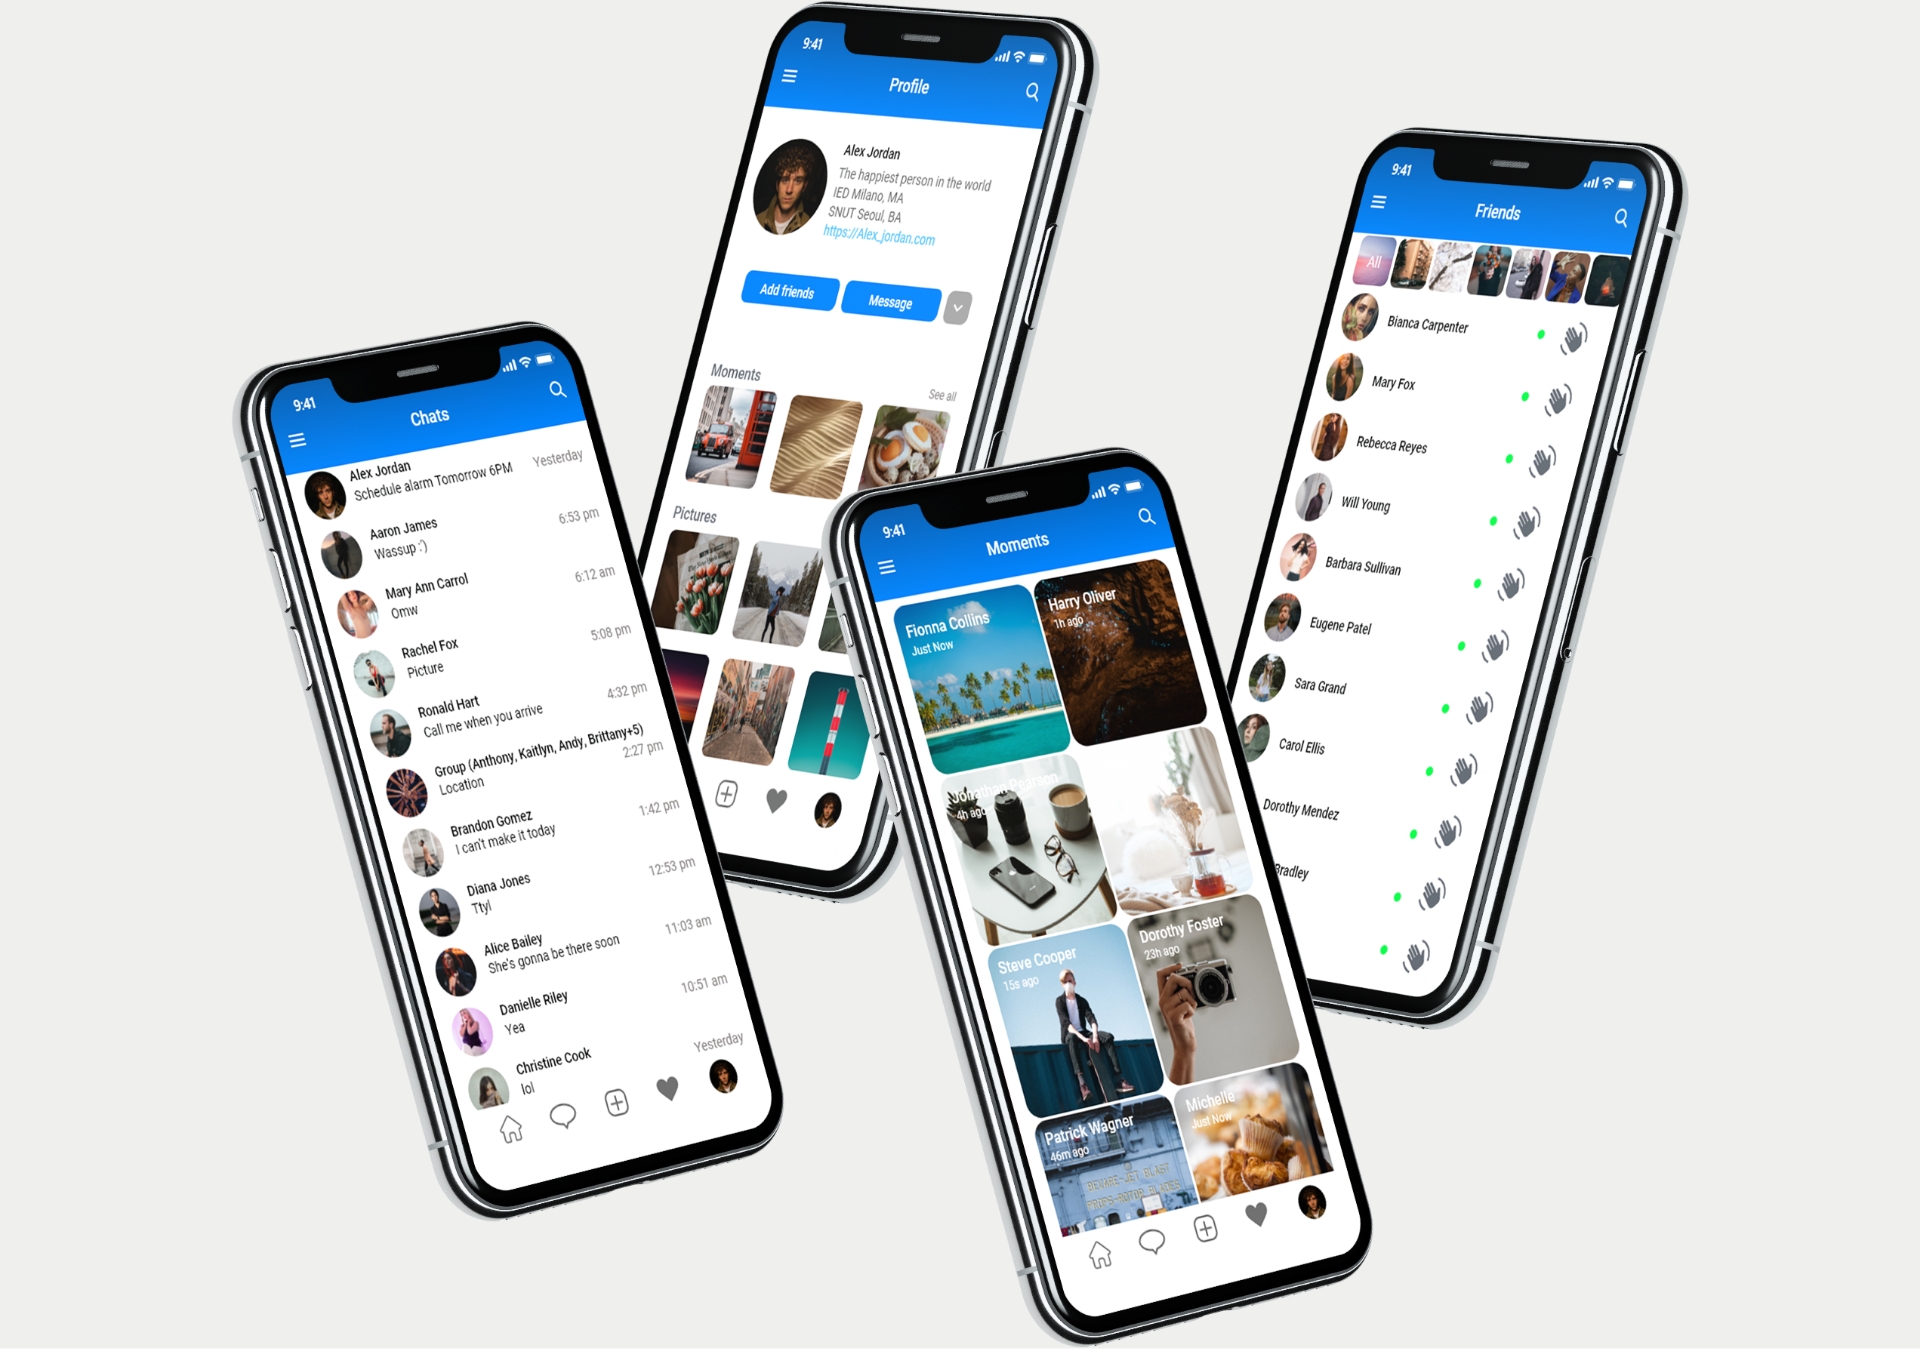 9:41
Profile
Alex Jordan
The happiest person in the world
IED Milano, MA
SNUT Seoul, BA
https://Alex_jordan.com
Add friends
Message
Moments
See all
Pictures
9:41
Friends
All
Bianca Carpenter
Mary Fox
Rebecca Reyes
Will Young
Barbara Sullivan
Eugene Patel
Sara Grand
Carol Ellis
Dorothy Mendez
Bradley
9:41
Chats
Alex Jordan
Schedule alarm Tomorrow 6PM
Yesterday
Aaron James
Wassup :')
6:53 pm
Mary Ann Carrol
Omw
6:12 am
Rachel Fox
Picture
5:08 pm
Ronald Hart
Call me when you arrive
4:32 pm
Group (Anthony, Kaitlyn, Andy, Brittany+5)
Location
2:27 pm
Brandon Gomez
I can't make it today
1:42 pm
Diana Jones
Ttyl
12:53 pm
Alice Bailey
She's gonna be there soon
11:03 am
Danielle Riley
Yea
10:51 am
Christine Cook
lol
Yesterday
9:41
Moments
Fionna Collins
Just Now
Harry Oliver
1h ago
Jonathan Pearson
4h ago
Steve Cooper
15s ago
Dorothy Foster
23h ago
Patrick Wagner
46m ago
BEWARE-JET BLAST
PROPS-ROTOR BLADES
Michelle
Just Now